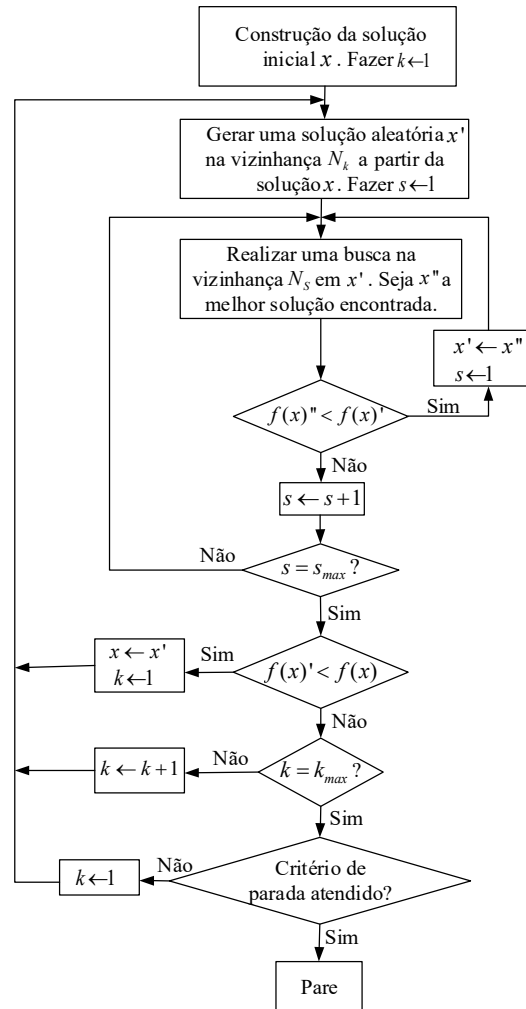 Construção da solução
inicial x . Fazer k←1
Gerar uma solução aleatória x'
na vizinhança N_k a partir da
solução x. Fazer s←1
Realizar uma busca na
vizinhança N_S em x' . Seja x" a
melhor solução encontrada.
x' ← x"
s←1
f(x)" < f(x)'
Sim
Não
s ← s+1
Não
s = s_max ?
Sim
x ← x'
k←1
Sim
f(x)' < f(x)
Não
k ← k+1
Não
k = k_max ?
Sim
k←1
Não
Critério de
parada atendido?
Sim
Pare